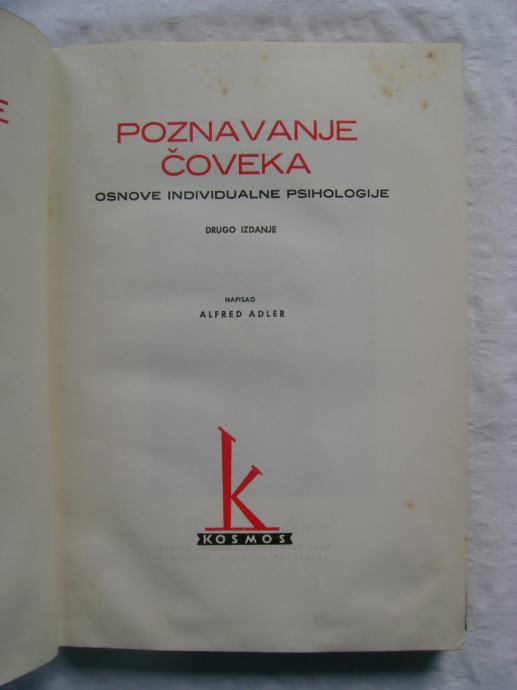 POZNAVANJE
ČOVEKA
OSNOVE INDIVIDUALNE PSIHOLOGIJE
DRUGO IZDANJE
NAPISAO
ALFRED ADLER
k
KOSMOS